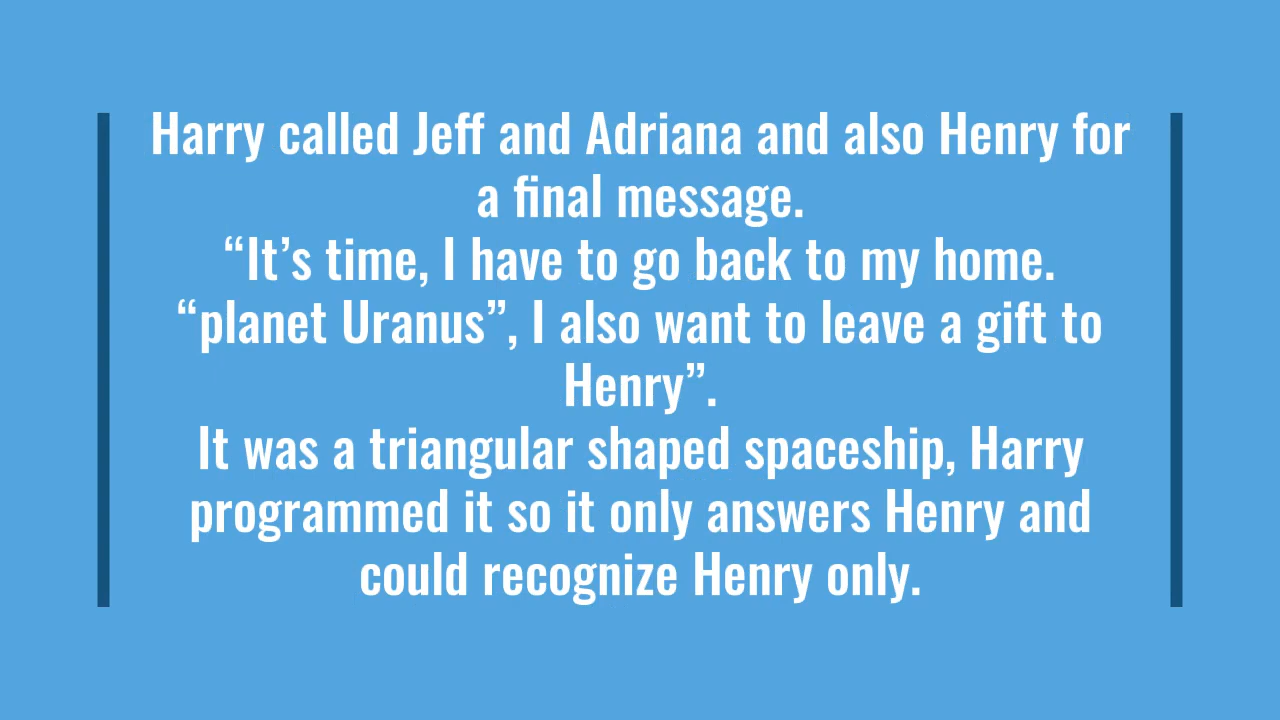 Harry called Jeff and Adriana and also Henry for
a final message.
“It’s time, I have to go back to my home.
“planet Uranus”, I also want to leave a gift to
Henry”.
It was a triangular shaped spaceship, Harry
programmed it so it only answers Henry and
could recognize Henry only.